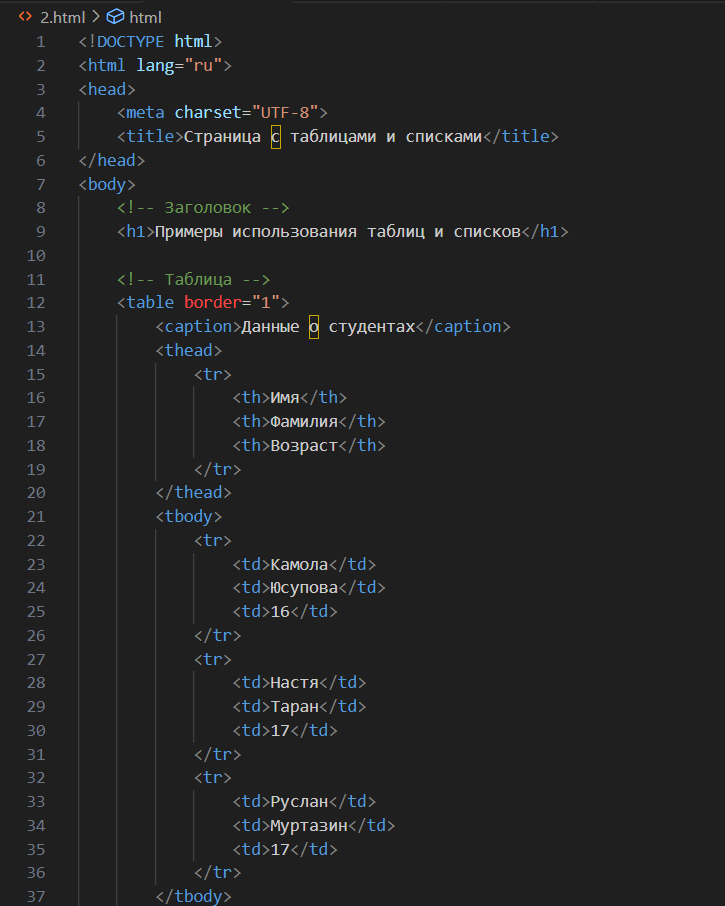 2.html > html
1 <!DOCTYPE html>
2 <html lang="ru">
3 <head>
4     <meta charset="UTF-8">
5     <title>Страница с таблицами и списками</title>
6 </head>
7 <body>
8     <!-- Заголовок -->
9     <h1>Примеры использования таблиц и списков</h1>
10
11     <!-- Таблица -->
12     <table border="1">
13         <caption>Данные о студентах</caption>
14         <thead>
15             <tr>
16                 <th>Имя</th>
17                 <th>Фамилия</th>
18                 <th>Возраст</th>
19             </tr>
20         </thead>
21         <tbody>
22             <tr>
23                 <td>Камола</td>
24                 <td>Юсупова</td>
25                 <td>16</td>
26             </tr>
27             <tr>
28                 <td>Настя</td>
29                 <td>Таран</td>
30                 <td>17</td>
31             </tr>
32             <tr>
33                 <td>Руслан</td>
34                 <td>Муртазин</td>
35                 <td>17</td>
36             </tr>
37         </tbody>